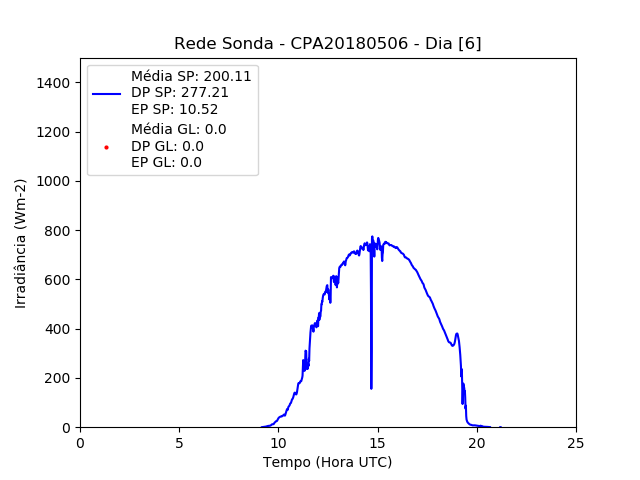 Rede Sonda - CPA20180506 - Dia [6]
Média SP: 200.11
DP SP: 277.21
EP SP: 10.52
Média GL: 0.0
DP GL: 0.0
EP GL: 0.0
Irradiância (Wm-2)
1400
1200
1000
800
600
400
200
0
0 5 10 15 20 25
Tempo (Hora UTC)